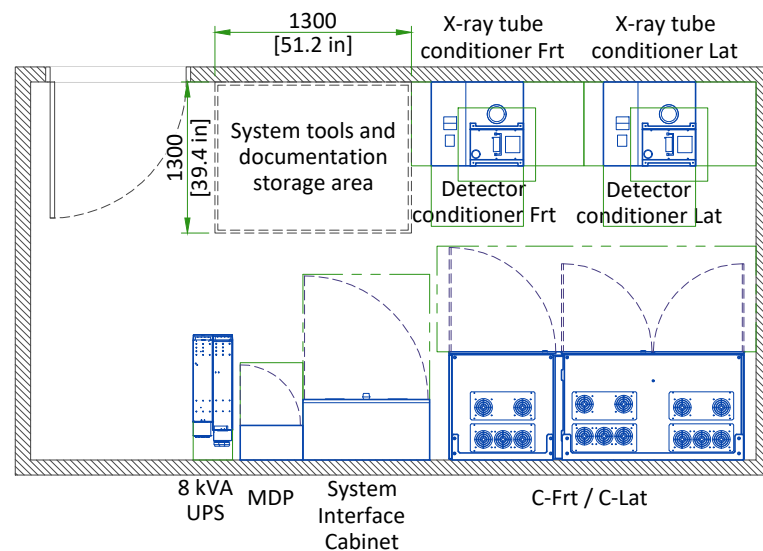 1300
[51.2 in]
X-ray tube
conditioner Frt
X-ray tube
conditioner Lat
1300
[39.4 in]
System tools and
documentation
storage area
Detector
conditioner Frt
Detector
conditioner Lat
8 kVA
UPS
MDP
System
Interface
Cabinet
C-Frt / C-Lat